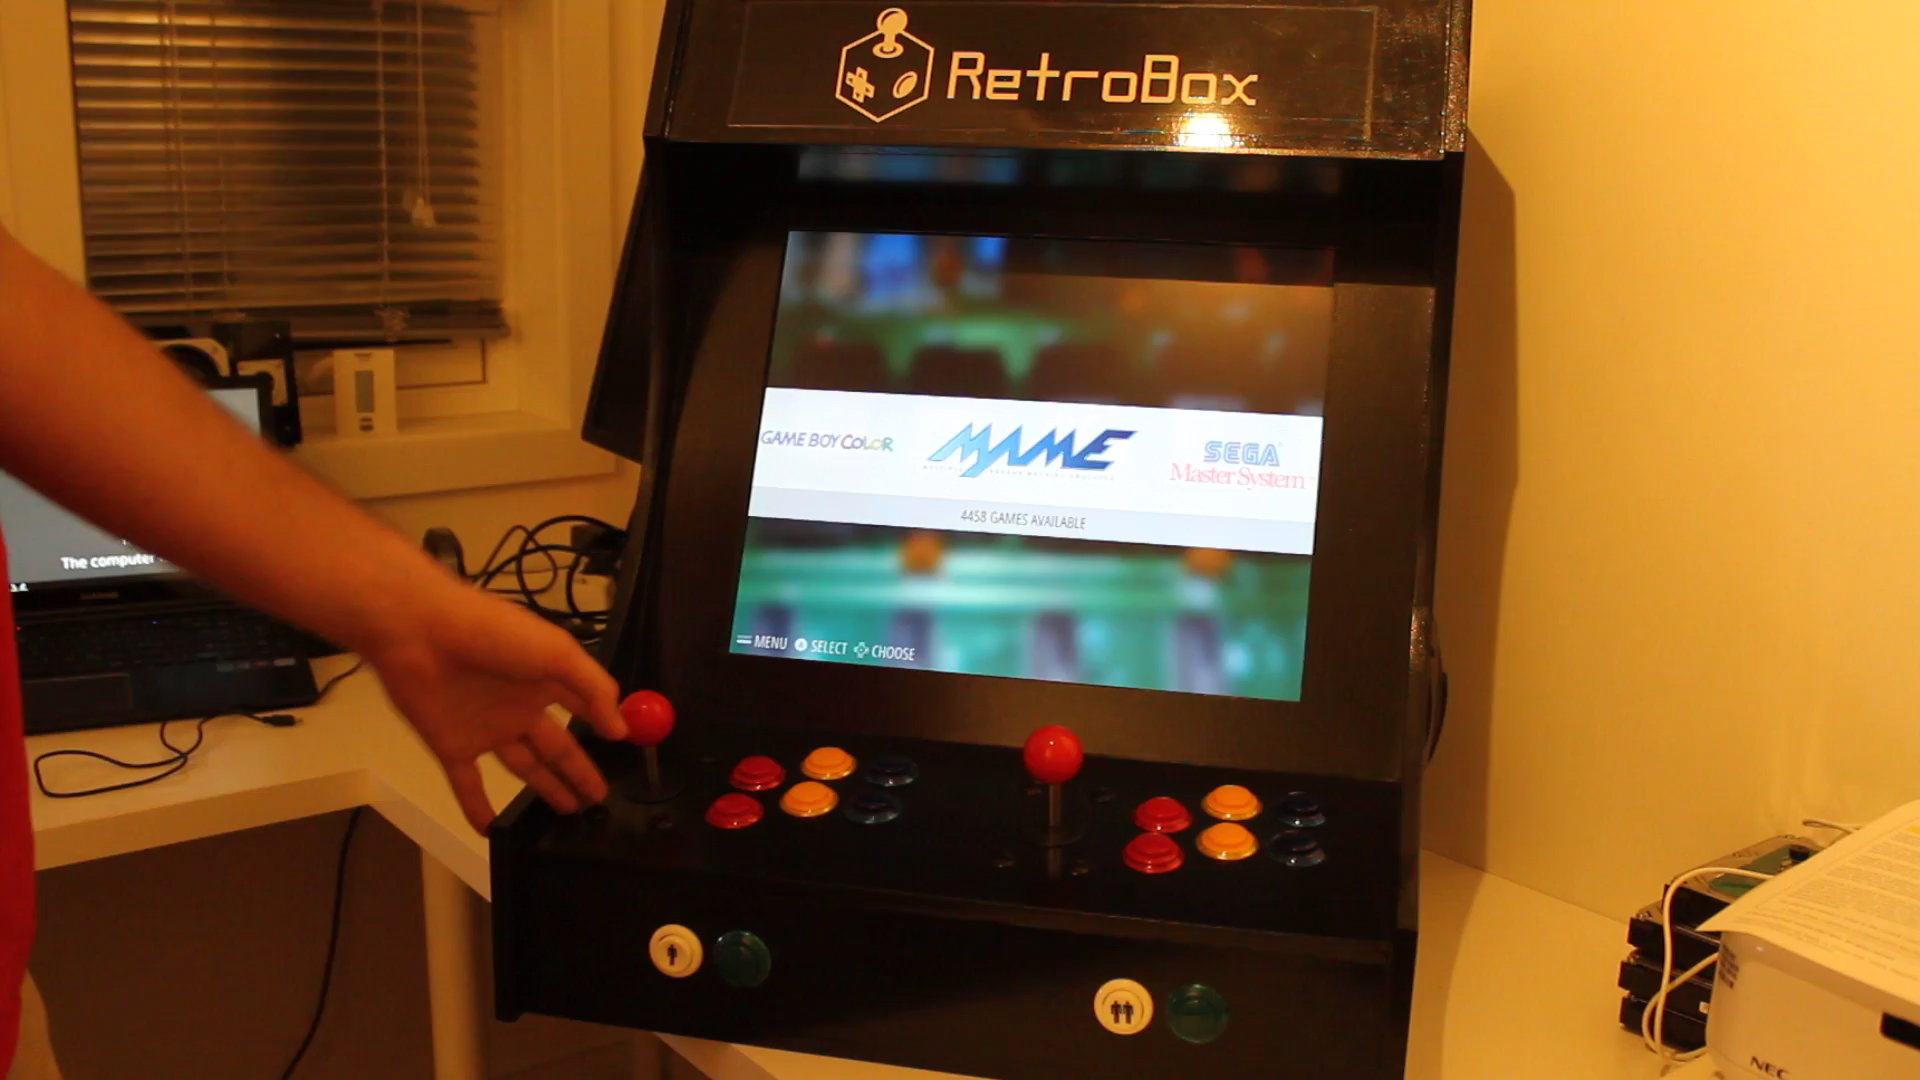 RetroBox
GAME BOY COLOR
MAME
SEGA
Master System
4458 GAMES AVAILABLE
MENU SELECT CHOOSE
The computer
NEC